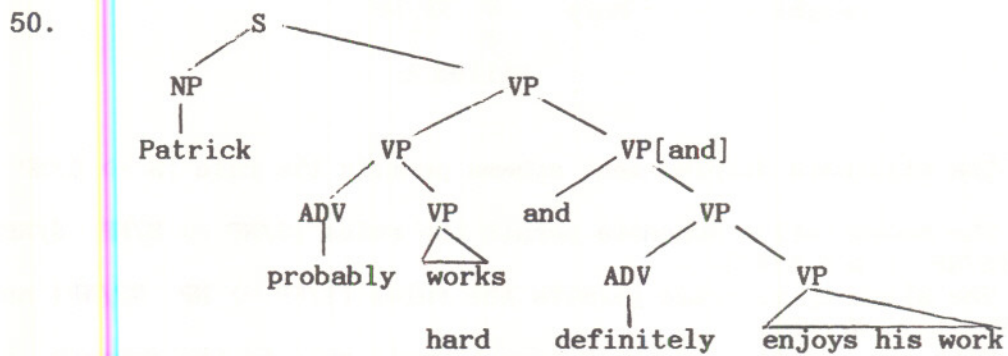 50. S
NP VP
Patrick VP VP[and]
ADV VP and VP
probably works ADV VP
hard definitely enjoys his work